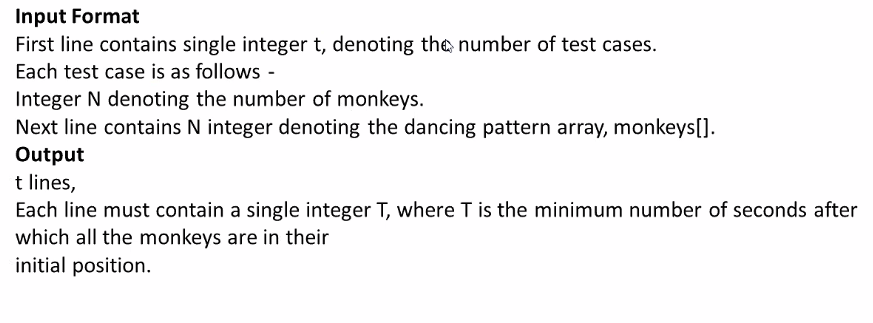 Input Format
First line contains single integer t, denoting the number of test cases.
Each test case is as follows -
Integer N denoting the number of monkeys.
Next line contains N integer denoting the dancing pattern array, monkeys[].
Output
t lines,
Each line must contain a single integer T, where T is the minimum number of seconds after
which all the monkeys are in their
initial position.